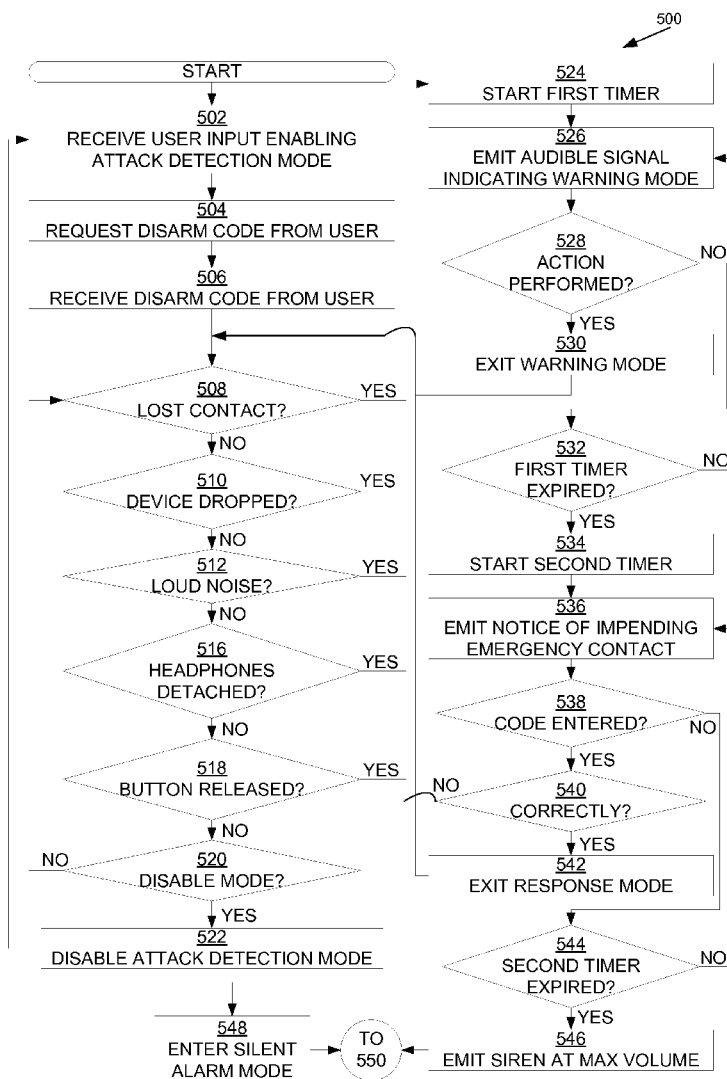 500
START
502
RECEIVE USER INPUT ENABLING
ATTACK DETECTION MODE
504
REQUEST DISARM CODE FROM USER
506
RECEIVE DISARM CODE FROM USER
508
LOST CONTACT?
YES
NO
510
DEVICE DROPPED?
YES
NO
512
LOUD NOISE?
YES
NO
516
HEADPHONES
DETACHED?
YES
NO
518
BUTTON RELEASED?
YES
NO
520
DISABLE MODE?
NO
YES
522
DISABLE ATTACK DETECTION MODE
548
ENTER SILENT
ALARM MODE
TO
550
524
START FIRST TIMER
526
EMIT AUDIBLE SIGNAL
INDICATING WARNING MODE
528
ACTION
PERFORMED?
NO
YES
530
EXIT WARNING MODE
532
FIRST TIMER
EXPIRED?
NO
YES
534
START SECOND TIMER
536
EMIT NOTICE OF IMPENDING
EMERGENCY CONTACT
538
CODE ENTERED?
NO
YES
540
CORRECTLY?
NO
YES
542
EXIT RESPONSE MODE
544
SECOND TIMER
EXPIRED?
NO
YES
546
EMIT SIREN AT MAX VOLUME